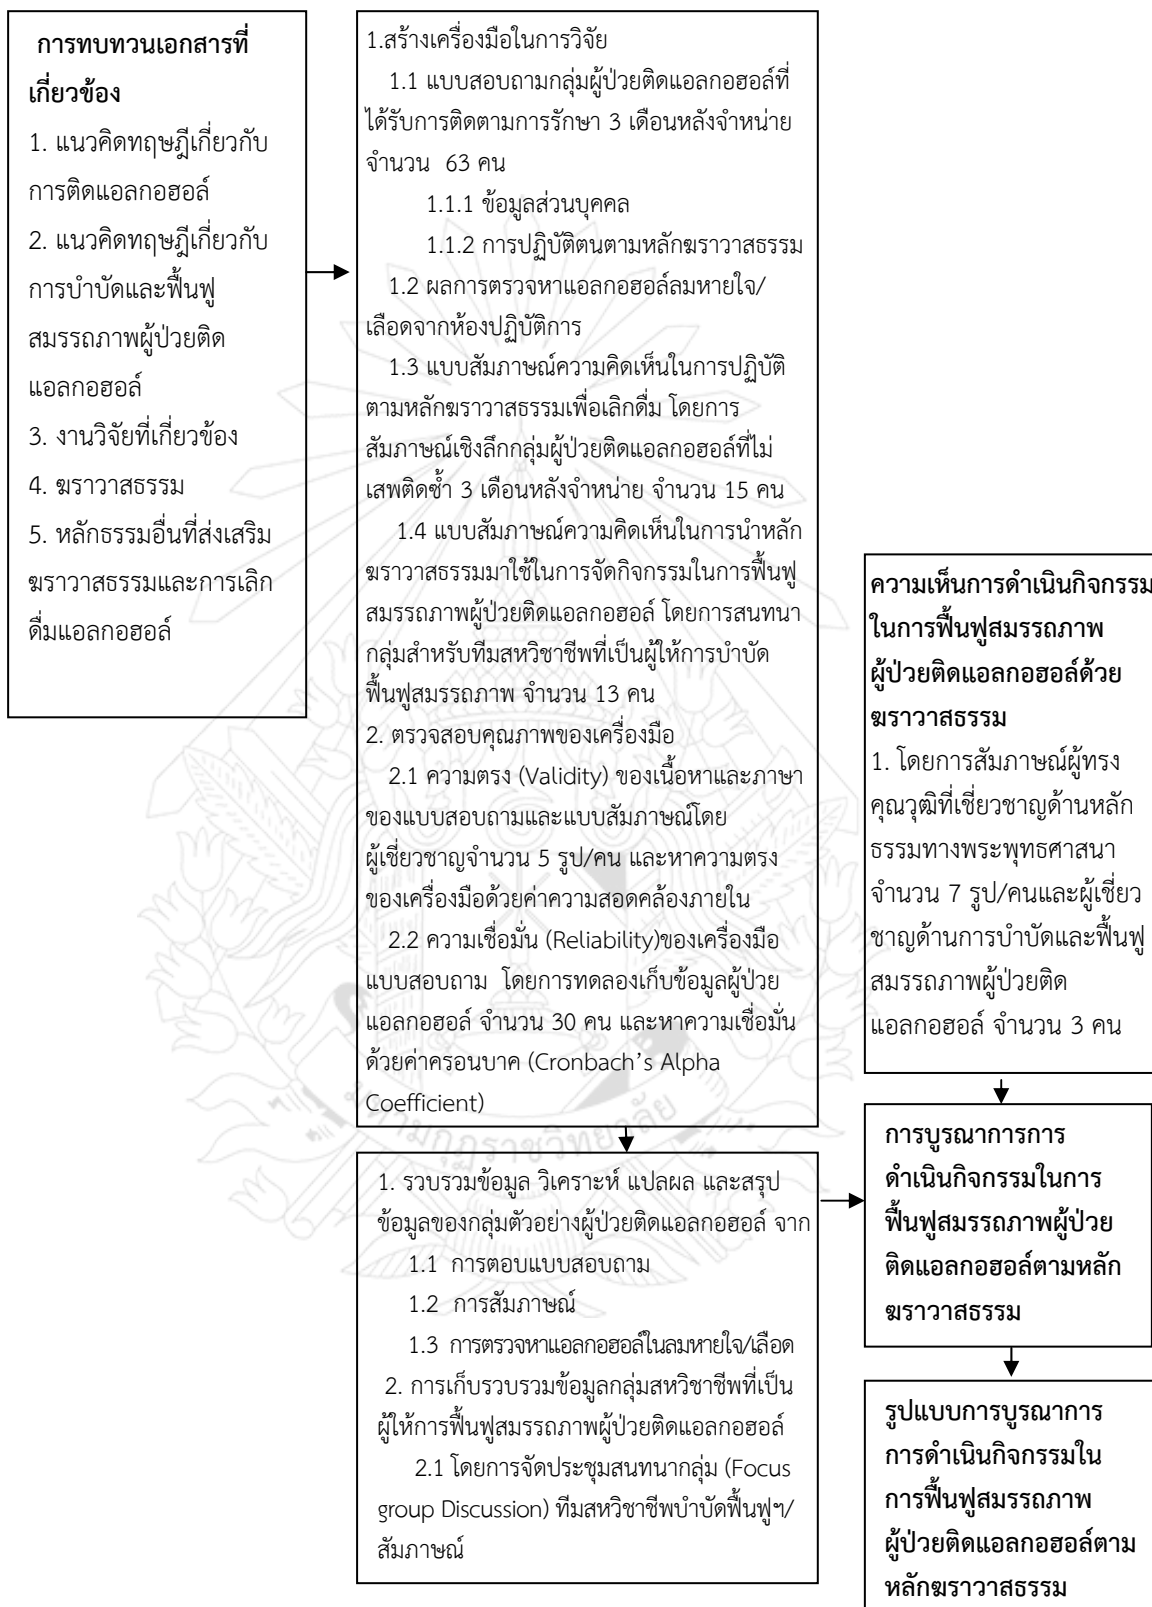 การทบทวนเอกสารที่
เกี่ยวข้อง
1. แนวคิดทฤษฎีเกี่ยวกับ
การติดแอลกอฮอล์
2. แนวคิดทฤษฎีเกี่ยวกับ
การบำบัดและฟื้นฟู
สมรรถภาพผู้ป่วยติด
แอลกอฮอล์
3. งานวิจัยที่เกี่ยวข้อง
4. ฆราวาสธรรม
5. หลักธรรมอื่นที่ส่งเสริม
ฆราวาสธรรมและการเลิก
ดื่มแอลกอฮอล์
1.สร้างเครื่องมือในการวิจัย
1.1 แบบสอบถามกลุ่มผู้ป่วยติดแอลกอฮอล์ที่
ได้รับการติดตามการรักษา 3 เดือนหลังจำหน่าย
จำนวน 63 คน
1.1.1 ข้อมูลส่วนบุคคล
1.1.2 การปฏิบัติตนตามหลักฆราวาสธรรม
1.2 ผลการตรวจหาแอลกอฮอล์ลมหายใจ/
เลือดจากห้องปฏิบัติการ
1.3 แบบสัมภาษณ์ความคิดเห็นในการปฏิบัติ
ตามหลักฆราวาสธรรมเพื่อเลิกดื่ม โดยการ
สัมภาษณ์เชิงลึกกลุ่มผู้ป่วยติดแอลกอฮอล์ที่ไม่
เสพติดซ้ำ 3 เดือนหลังจำหน่าย จำนวน 15 คน
1.4 แบบสัมภาษณ์ความคิดเห็นในการนำหลัก
ฆราวาสธรรมมาใช้ในการจัดกิจกรรมในการฟื้นฟู
สมรรถภาพผู้ป่วยติดแอลกอฮอล์ โดยการสนทนา
กลุ่มสำหรับทีมสหวิชาชีพที่เป็นผู้ให้การบำบัด
ฟื้นฟูสมรรถภาพ จำนวน 13 คน
2. ตรวจสอบคุณภาพของเครื่องมือ
2.1 ความตรง (Validity) ของเนื้อหาและภาษา
ของแบบสอบถามและแบบสัมภาษณ์โดย
ผู้เชี่ยวชาญจำนวน 5 รูป/คน และหาความตรง
ของเครื่องมือด้วยค่าความสอดคล้องภายใน
2.2 ความเชื่อมั่น (Reliability)ของเครื่องมือ
แบบสอบถาม โดยการทดลองเก็บข้อมูลผู้ป่วย
แอลกอฮอล์ จำนวน 30 คน และหาความเชื่อมั่น
ด้วยค่าครอนบาค (Cronbach’s Alpha
Coefficient)
มหามกุฏราชวิทยาลัย
1. รวบรวมข้อมูล วิเคราะห์ แปลผล และสรุป
ข้อมูลของกลุ่มตัวอย่างผู้ป่วยติดแอลกอฮอล์ จาก
1.1 การตอบแบบสอบถาม
1.2 การสัมภาษณ์
1.3 การตรวจหาแอลกอฮอล์ในลมหายใจ/เลือด
2. การเก็บรวบรวมข้อมูลกลุ่มสหวิชาชีพที่เป็น
ผู้ให้การฟื้นฟูสมรรถภาพผู้ป่วยติดแอลกอฮอล์
2.1 โดยการจัดประชุมสนทนากลุ่ม (Focus
group Discussion) ทีมสหวิชาชีพบำบัดฟื้นฟูฯ/
สัมภาษณ์
ความเห็นการดำเนินกิจกรรม
ในการฟื้นฟูสมรรถภาพ
ผู้ป่วยติดแอลกอฮอล์ด้วย
ฆราวาสธรรม
1. โดยการสัมภาษณ์ผู้ทรง
คุณวุฒิที่เชี่ยวชาญด้านหลัก
ธรรมทางพระพุทธศาสนา
จำนวน 7 รูป/คนและผู้เชี่ยว
ชาญด้านการบำบัดและฟื้นฟู
สมรรถภาพผู้ป่วยติด
แอลกอฮอล์ จำนวน 3 คน
การบูรณาการการ
ดำเนินกิจกรรมในการ
ฟื้นฟูสมรรถภาพผู้ป่วย
ติดแอลกอฮอล์ตามหลัก
ฆราวาสธรรม
รูปแบบการบูรณาการ
การดำเนินกิจกรรมใน
การฟื้นฟูสมรรถภาพ
ผู้ป่วยติดแอลกอฮอล์ตาม
หลักฆราวาสธรรม